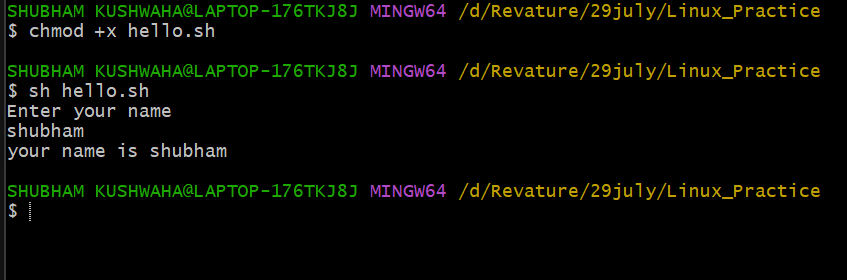 SHUBHAM KUSHWAHA@LAPTOP-176TKJ8J MINGW64 /d/Revature/29july/Linux_Practice
$ chmod +x hello.sh
SHUBHAM KUSHWAHA@LAPTOP-176TKJ8J MINGW64 /d/Revature/29july/Linux_Practice
$ sh hello.sh
Enter your name
shubham
your name is shubham
SHUBHAM KUSHWAHA@LAPTOP-176TKJ8J MINGW64 /d/Revature/29july/Linux_Practice
$